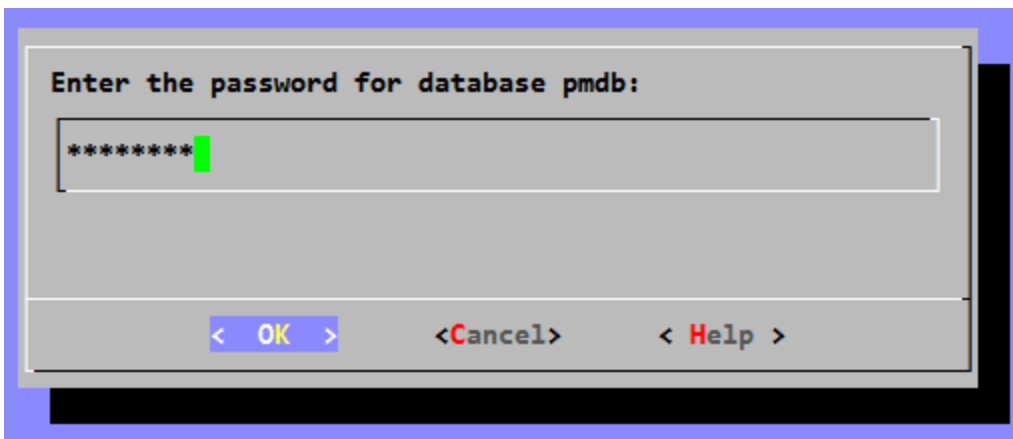 Enter the password for database pmdb:
********
< OK > <Cancel> < Help >